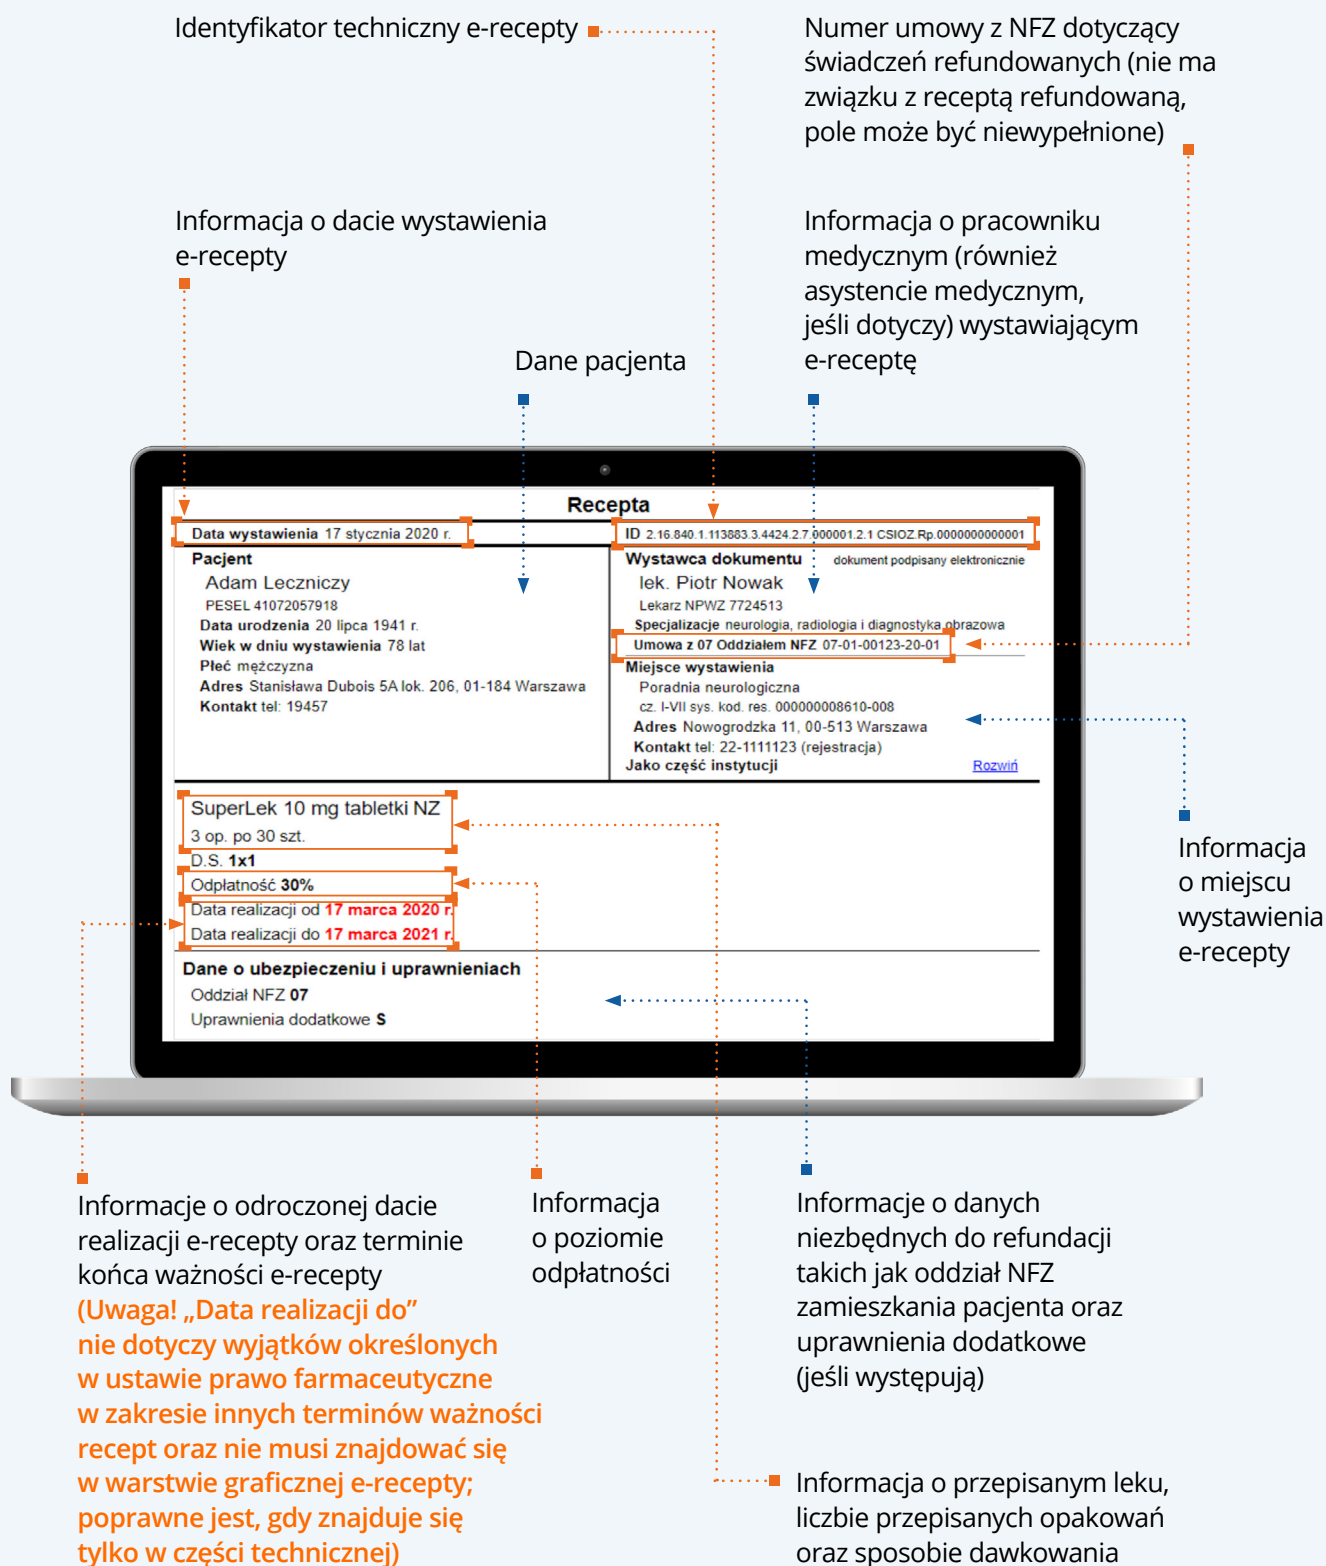 Identyfikator techniczny e-recepty
Numer umowy z NFZ dotyczący
świadczeń refundowanych (nie ma
związku z receptą refundowaną,
pole może być niewypełnione)
Informacja o dacie wystawienia
e-recepty
Informacja o pracowniku
medycznym (również
asystencie medycznym,
jeśli dotyczy) wystawiającym
e-receptę
Dane pacjenta
Recepta
Data wystawienia 17 stycznia 2020 r.
ID 2.16.840.1.113883.3.4424.2.7.000001.2.1 CSIOZ.Rp.0000000000001
Pacjent
Adam Leczniczy
PESEL 41072057918
Data urodzenia 20 lipca 1941 r.
Wiek w dniu wystawienia 78 lat
Płeć mężczyzna
Adres Stanisława Dubois 5A lok. 206, 01-184 Warszawa
Kontakt tel: 19457
Wystawca dokumentu dokument podpisany elektronicznie
lek. Piotr Nowak
Lekarz NPWZ 7724513
Specjalizacje neurologia, radiologia i diagnostyka obrazowa
Umowa z 07 Oddziałem NFZ 07-01-00123-20-01
Miejsce wystawienia
Poradnia neurologiczna
cz. I-VII sys. kod. res. 000000008610-008
Adres Nowogrodzka 11, 00-513 Warszawa
Kontakt tel: 22-1111123 (rejestracja)
Jako część instytucji Rozwiń
SuperLek 10 mg tabletki NZ
3 op. po 30 szt.
D.S. 1x1
Odpłatność 30%
Data realizacji od 17 marca 2020 r.
Data realizacji do 17 marca 2021 r.
Dane o ubezpieczeniu i uprawnieniach
Oddział NFZ 07
Uprawnienia dodatkowe S
Informacja
o miejscu
wystawienia
e-recepty
Informacje o odroczonej dacie
realizacji e-recepty oraz terminie
końca ważności e-recepty
(Uwaga! „Data realizacji do”
nie dotyczy wyjątków określonych
w ustawie prawo farmaceutyczne
w zakresie innych terminów ważności
recept oraz nie musi znajdować się
w warstwie graficznej e-recepty;
poprawne jest, gdy znajduje się
tylko w części technicznej)
Informacja
o poziomie
odpłatności
Informacje o danych
niezbędnych do refundacji
takich jak oddział NFZ
zamieszkania pacjenta oraz
uprawnienia dodatkowe
(jeśli występują)
Informacja o przepisanym leku,
liczbie przepisanych opakowań
oraz sposobie dawkowania